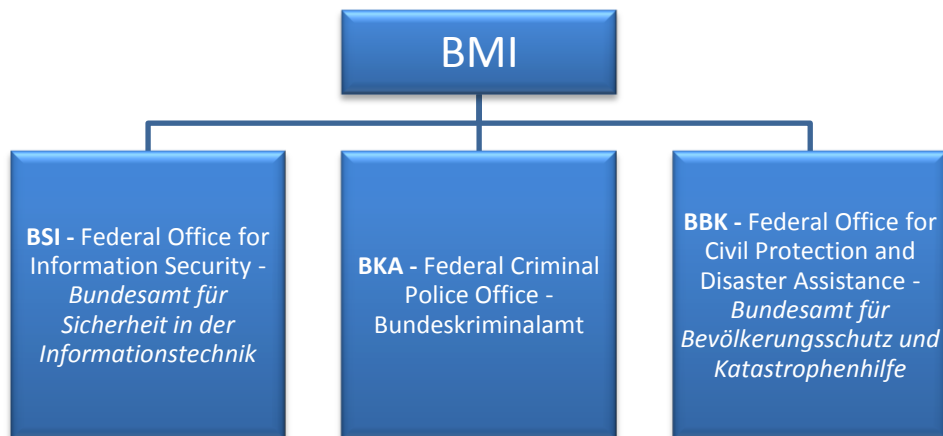 BMI
BSI - Federal Office for
Information Security -
Bundesamt für
Sicherheit in der
Informationstechnik
BKA - Federal Criminal
Police Office -
Bundeskriminalamt
BBK - Federal Office for
Civil Protection and
Disaster Assistance -
Bundesamt für
Bevölkerungsschutz und
Katastrophenhilfe